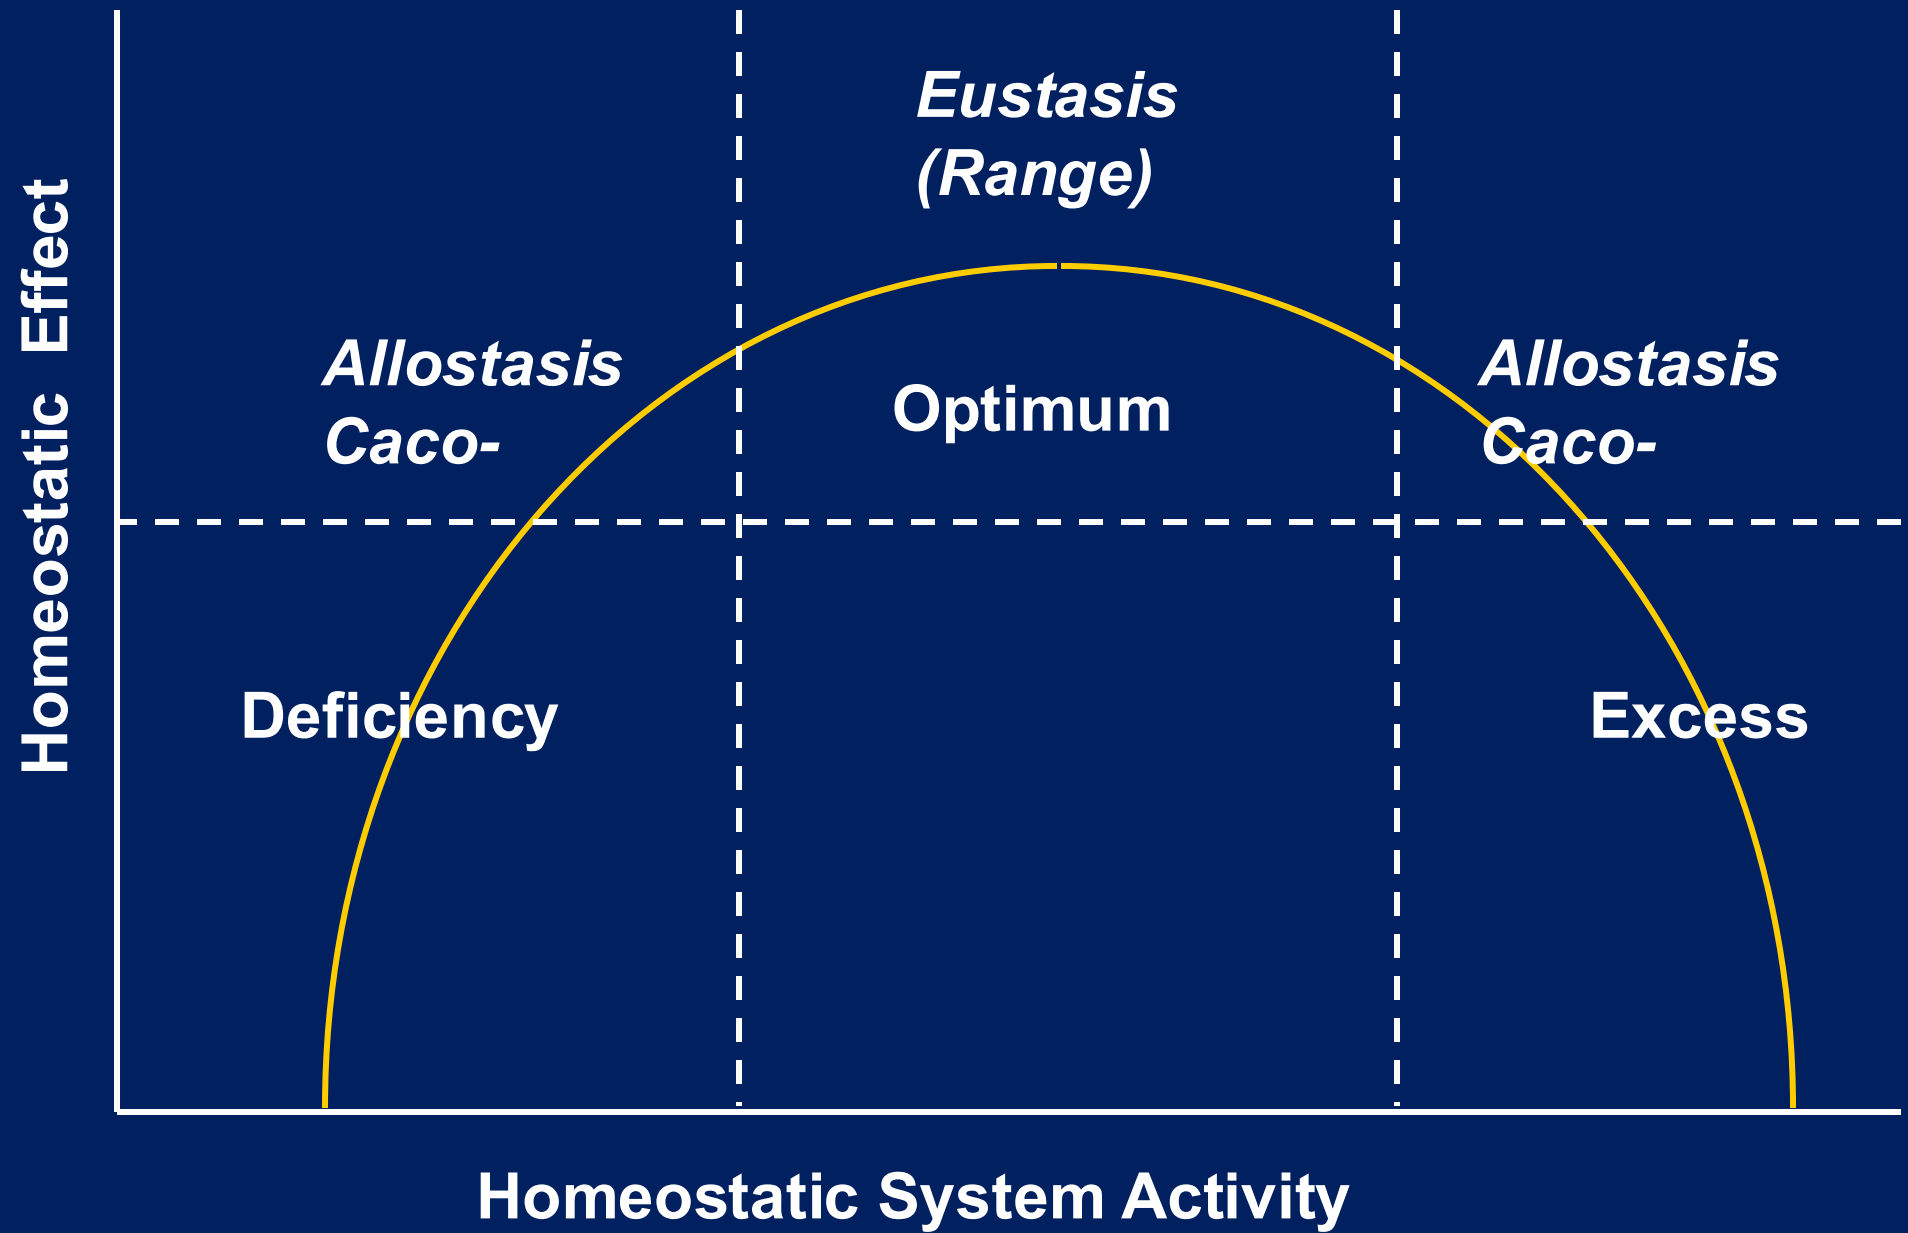 Eustasis
(Range)
Allostasis
Caco-
Optimum
Allostasis
Caco-
Deficiency
Excess
Homeostatic Effect
Homeostatic System Activity